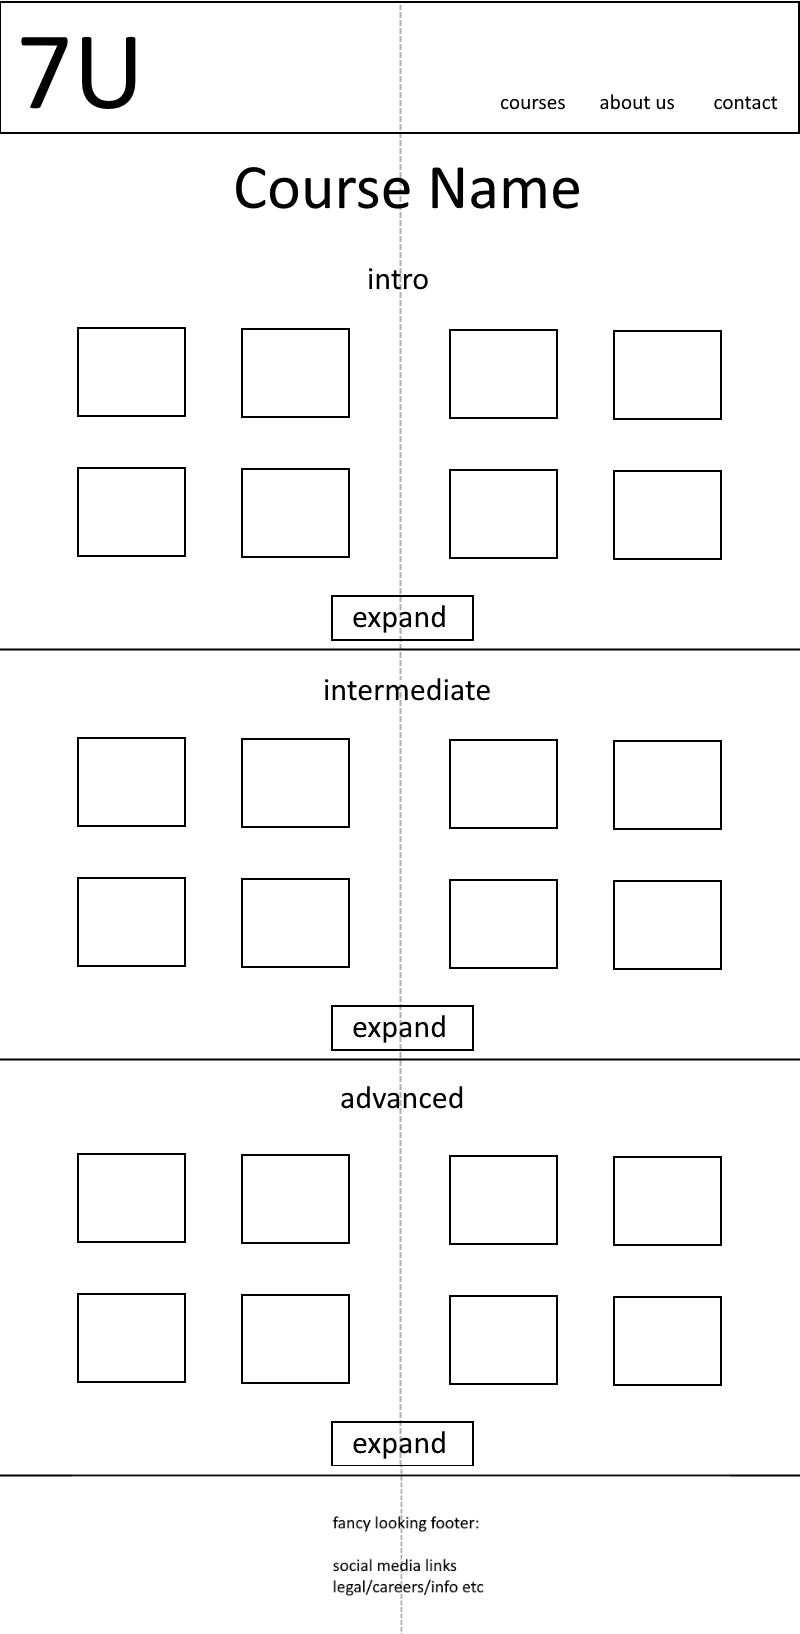 7U
courses about us contact
Course Name
intro
expand
intermediate
expand
advanced
expand
fancy looking footer:
social media links
legal/careers/info etc